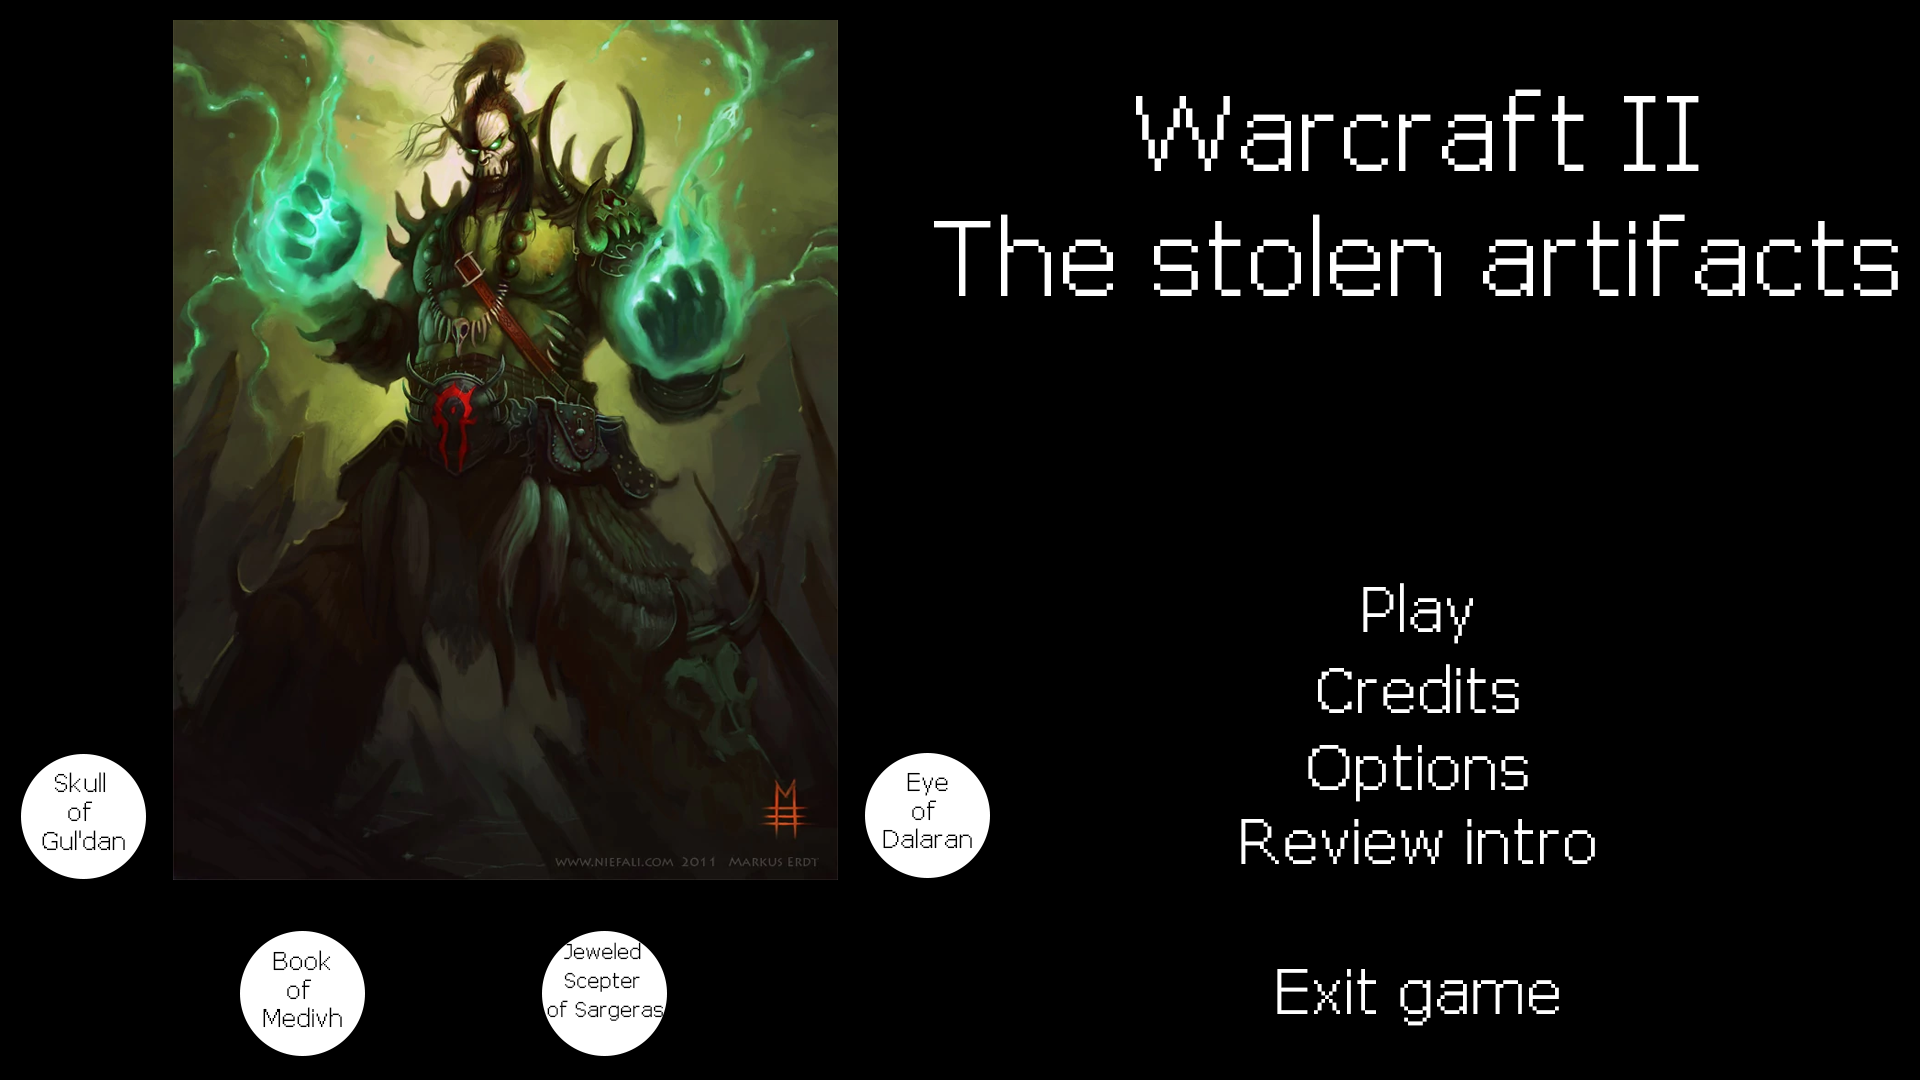 Warcraft II
The stolen artifacts
Play
Credits
Options
Review intro
Exit game
Skull
of
Gul'dan
Book
of
Medivh
Jeweled
Scepter
of Sargeras
Eye
of
Dalaran
WWW.NIEFALI.COM 2011 MARKUS ERDT